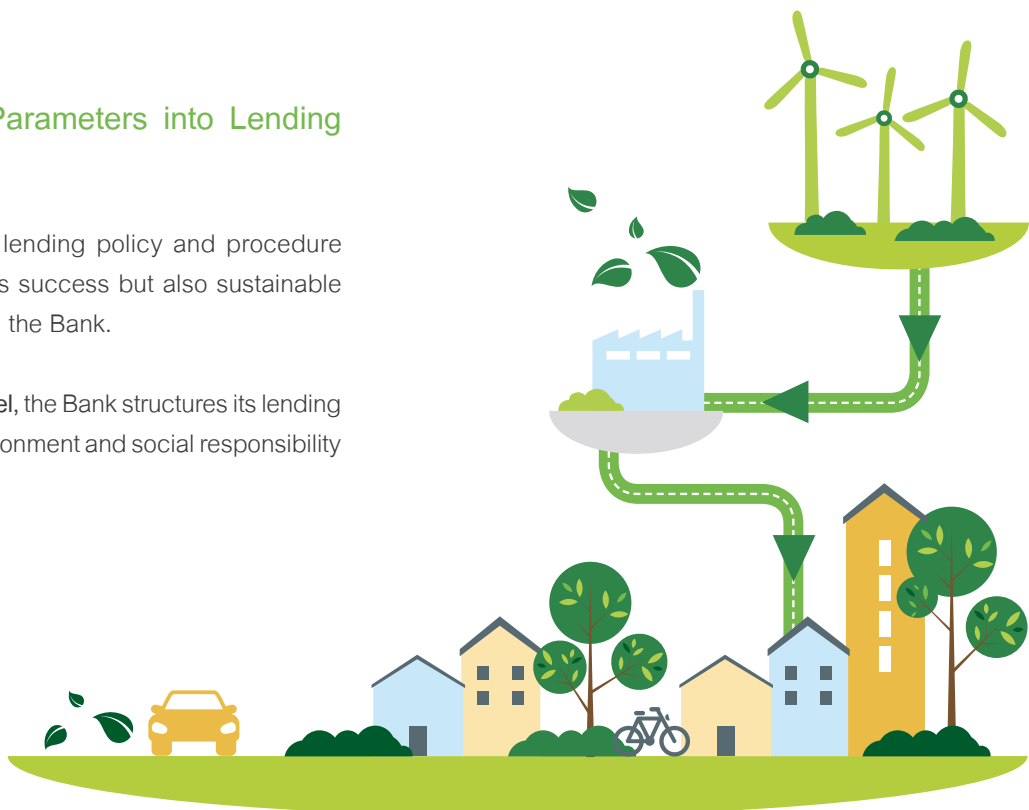 Parameters into Lending
lending policy and procedure
s success but also sustainable
the Bank.
el, the Bank structures its lending
onment and social responsibility